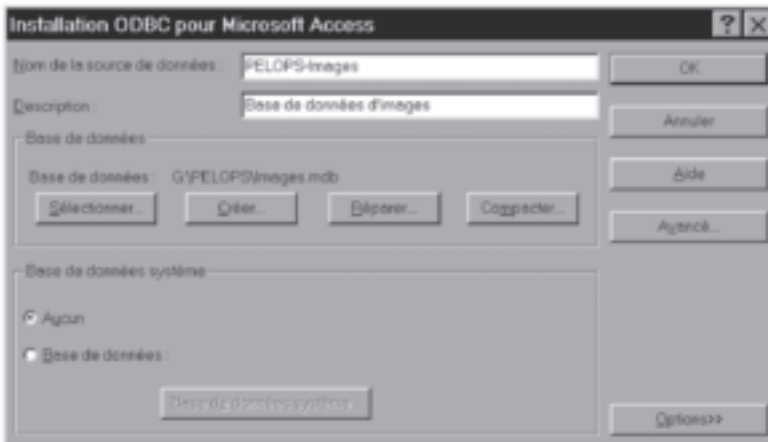 Installation ODBC pour Microsoft Access
Nom de la source de données : PELOPS-Images
OK
Description : Base de données d'images
Annuler
Base de données
Base de données : G:\PELOPS\Images.mdb
Aide
Sélectionner... Créer... Réparer... Compacter...
Avancé...
Base de données système
Aucun
Base de données :
Base de données système...
Options>>